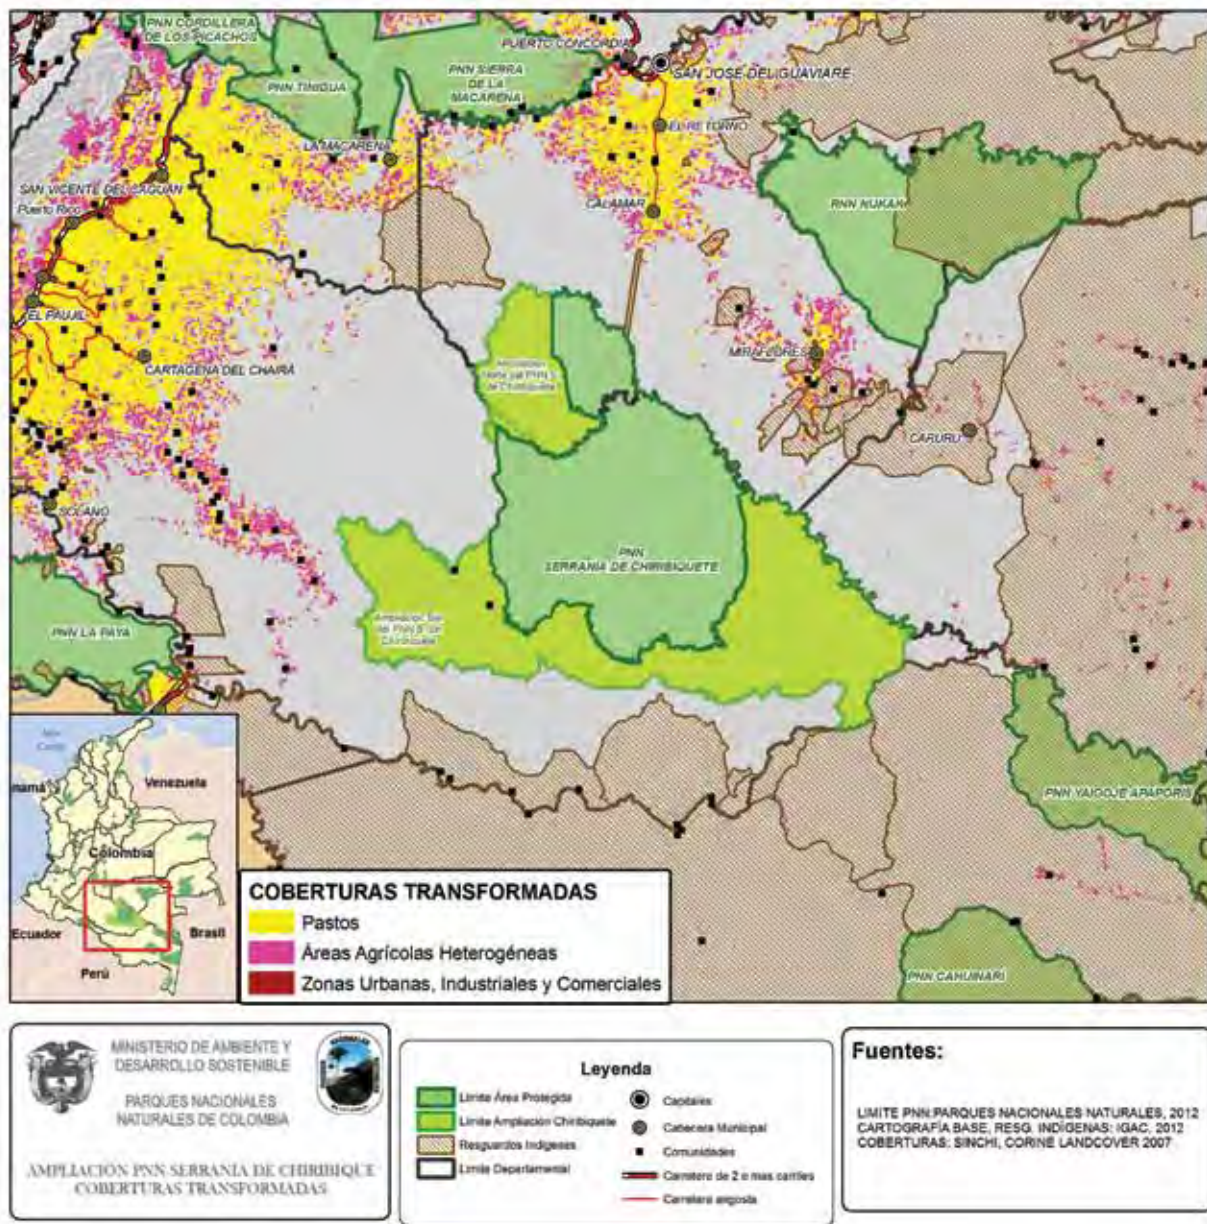 PNN CORDILLERA
DE LOS PICACHOS
PNN TINIGUA
PNN SIERRA
DE LA
MACARENA
PUERTO CONCORDIA
SAN JOSE DEL GUAVIARE
EL RETORNO
LA MACARENA
SAN VICENTE DEL CAGUAN
Puerto Rico
CALAMAR
PNN NUKAK
EL PAUJIL
CARTAGENA DEL CHAIRA
MIRAFLORES
CARURU
SOLANO
PNN
SERRANÍA DE CHIRIBIQUETE
PNN LA PAYA
PNN YAIGOJE APAPORIS
PNN CAHUINARI
Venezuela
Colombia
Ecuador
Brasil
Perú
COBERTURAS TRANSFORMADAS
Pastos
Áreas Agrícolas Heterogéneas
Zonas Urbanas, Industriales y Comerciales
MINISTERIO DE AMBIENTE Y
DESARROLLO SOSTENIBLE
PARQUES NACIONALES
NATURALES DE COLOMBIA
AMPLIACIÓN PNN SERRANIA DE CHIRIBIQUE
COBERTURAS TRANSFORMADAS
Leyenda
Limite Área Protegida
Limite Ampliación Chiribiquete
Resguardos Indígenas
Limite Departamental
Capitales
Cabecera Municipal
Comunidades
Carretero de 2 o mas carriles
Carretera angosta
Fuentes:
LIMITE PNN:PARQUES NACIONALES NATURALES, 2012
CARTOGRAFÍA BASE, RESG. INDÍGENAS: IGAC, 2012
COBERTURAS: SINCHI, CORINE LANDCOVER 2007